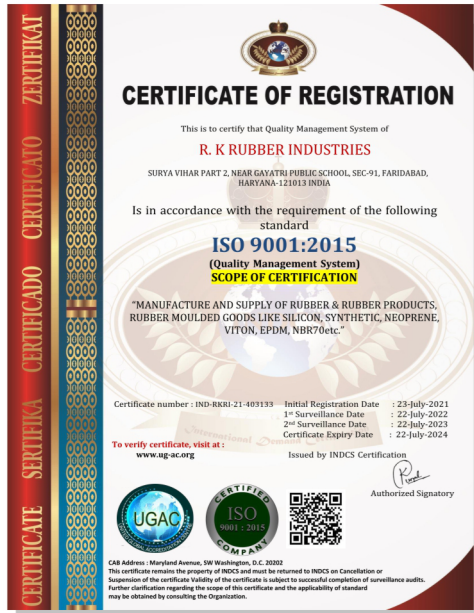 CERTIFICATE OF REGISTRATION
This is to certify that Quality Management System of
R. K RUBBER INDUSTRIES
SURYA VIHAR PART 2, NEAR GAYATRI PUBLIC SCHOOL, SEC-91, FARIDABAD,
HARYANA-121013 INDIA
Is in accordance with the requirement of the following
standard
ISO 9001:2015
(Quality Management System)
SCOPE OF CERTIFICATION
“MANUFACTURE AND SUPPLY OF RUBBER & RUBBER PRODUCTS,
RUBBER MOULDED GOODS LIKE SILICON, SYNTHETIC, NEOPRENE,
VITON, EPDM, NBR70etc.”
Certificate number : IND-RKRI-21-403133 Initial Registration Date : 23-July-2021
1st Surveillance Date : 22-July-2022
2nd Surveillance Date : 22-July-2023
Certificate Expiry Date : 22-July-2024
International Demand
To verify certificate, visit at :
www.ug-ac.org
Issued by INDCS Certification
Authorized Signatory
UGAC
CERTIFIED
ISO
9001 : 2015
COMPANY
CAB Address : Maryland Avenue, SW Washington, D.C. 20202
This certificate remains the property of INDCS and must be returned to INDCS on Cancellation or
Suspension of the certificate Validity of the certificate is subject to successful completion of surveillance audits.
Further clarification regarding the scope of this certificate and the applicability of standard
may be obtained by consulting the Organization.
CERTIFICATE SERTIFIKA CERTIFICADO CERTIFICATO ZERTIFIKAT